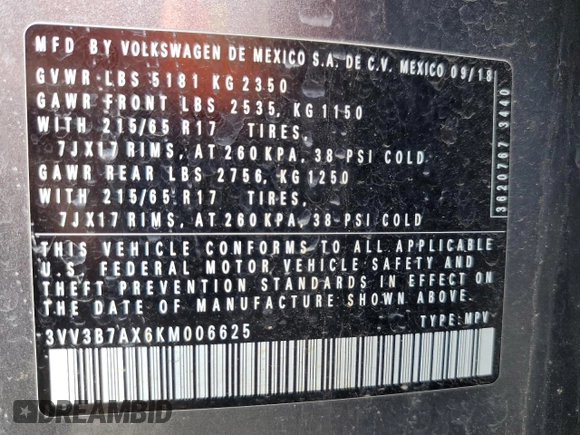 MFD BY VOLKSWAGEN DE MEXICO S.A. DE C.V. MEXICO 09/18
GVWR LBS 5181 KG 2350
GAWR FRONT LBS 2535, KG 1150
WITH 215/65 R17 TIRES,
7JX17 RIMS, AT 260 KPA, 38 PSI COLD
GAWR REAR LBS 2756, KG 1250
WITH 215/65 R17 TIRES,
7JX17 RIMS, AT 260 KPA, 38 PSI COLD
3620767 3440
THIS VEHICLE CONFORMS TO ALL APPLICABLE
U.S. FEDERAL MOTOR VEHICLE SAFETY AND
THEFT PREVENTION STANDARDS IN EFFECT ON
THE DATE OF MANUFACTURE SHOWN ABOVE.
3VV3B7AX6KM006625 TYPE: MPV
DREAMBID